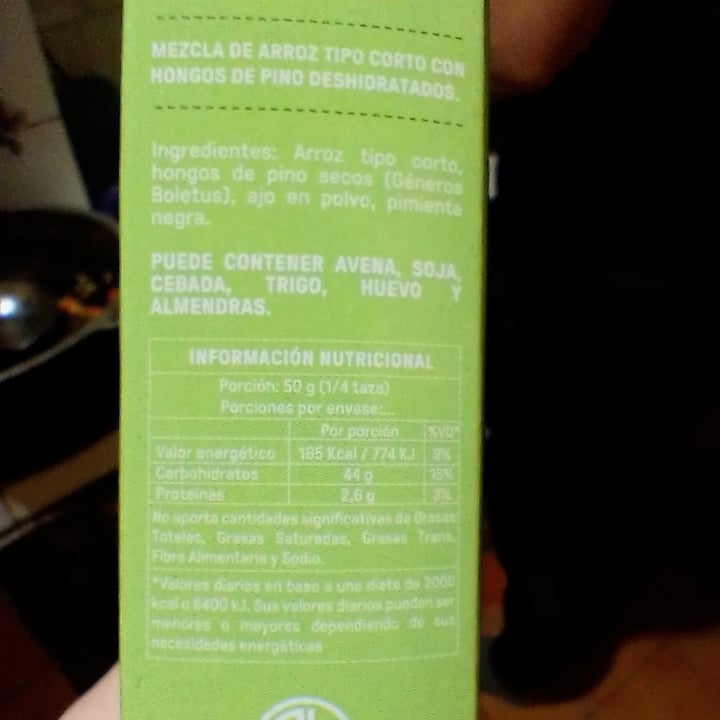 MEZCLA DE ARROZ TIPO CORTO CON
HONGOS DE PINO DESHIDRATADOS.
Ingredientes: Arroz tipo corto,
hongos de pino secos (Géneros
Boletus), ajo en polvo, pimienta
negra.
PUEDE CONTENER AVENA, SOJA,
CEBADA, TRIGO, HUEVO Y
ALMENDRAS.
INFORMACIÓN NUTRICIONAL
Porción: 50 g (1/4 taza)
Porciones por envase:...
Por porción %VD*
Valor energético 185 Kcal / 774 KJ 9%
Carbohidratos 44 g 15%
Proteínas 2,6 g 3%
No aporta cantidades significativas de Grasas
Totales, Grasas Saturadas, Grasas Trans,
Fibra Alimentaria y Sodio.
*Valores diarios en base a una dieta de 2000
kcal u 8400 kJ. Sus valores diarios pueden ser
menores o mayores dependiendo de sus
necesidades energéticas